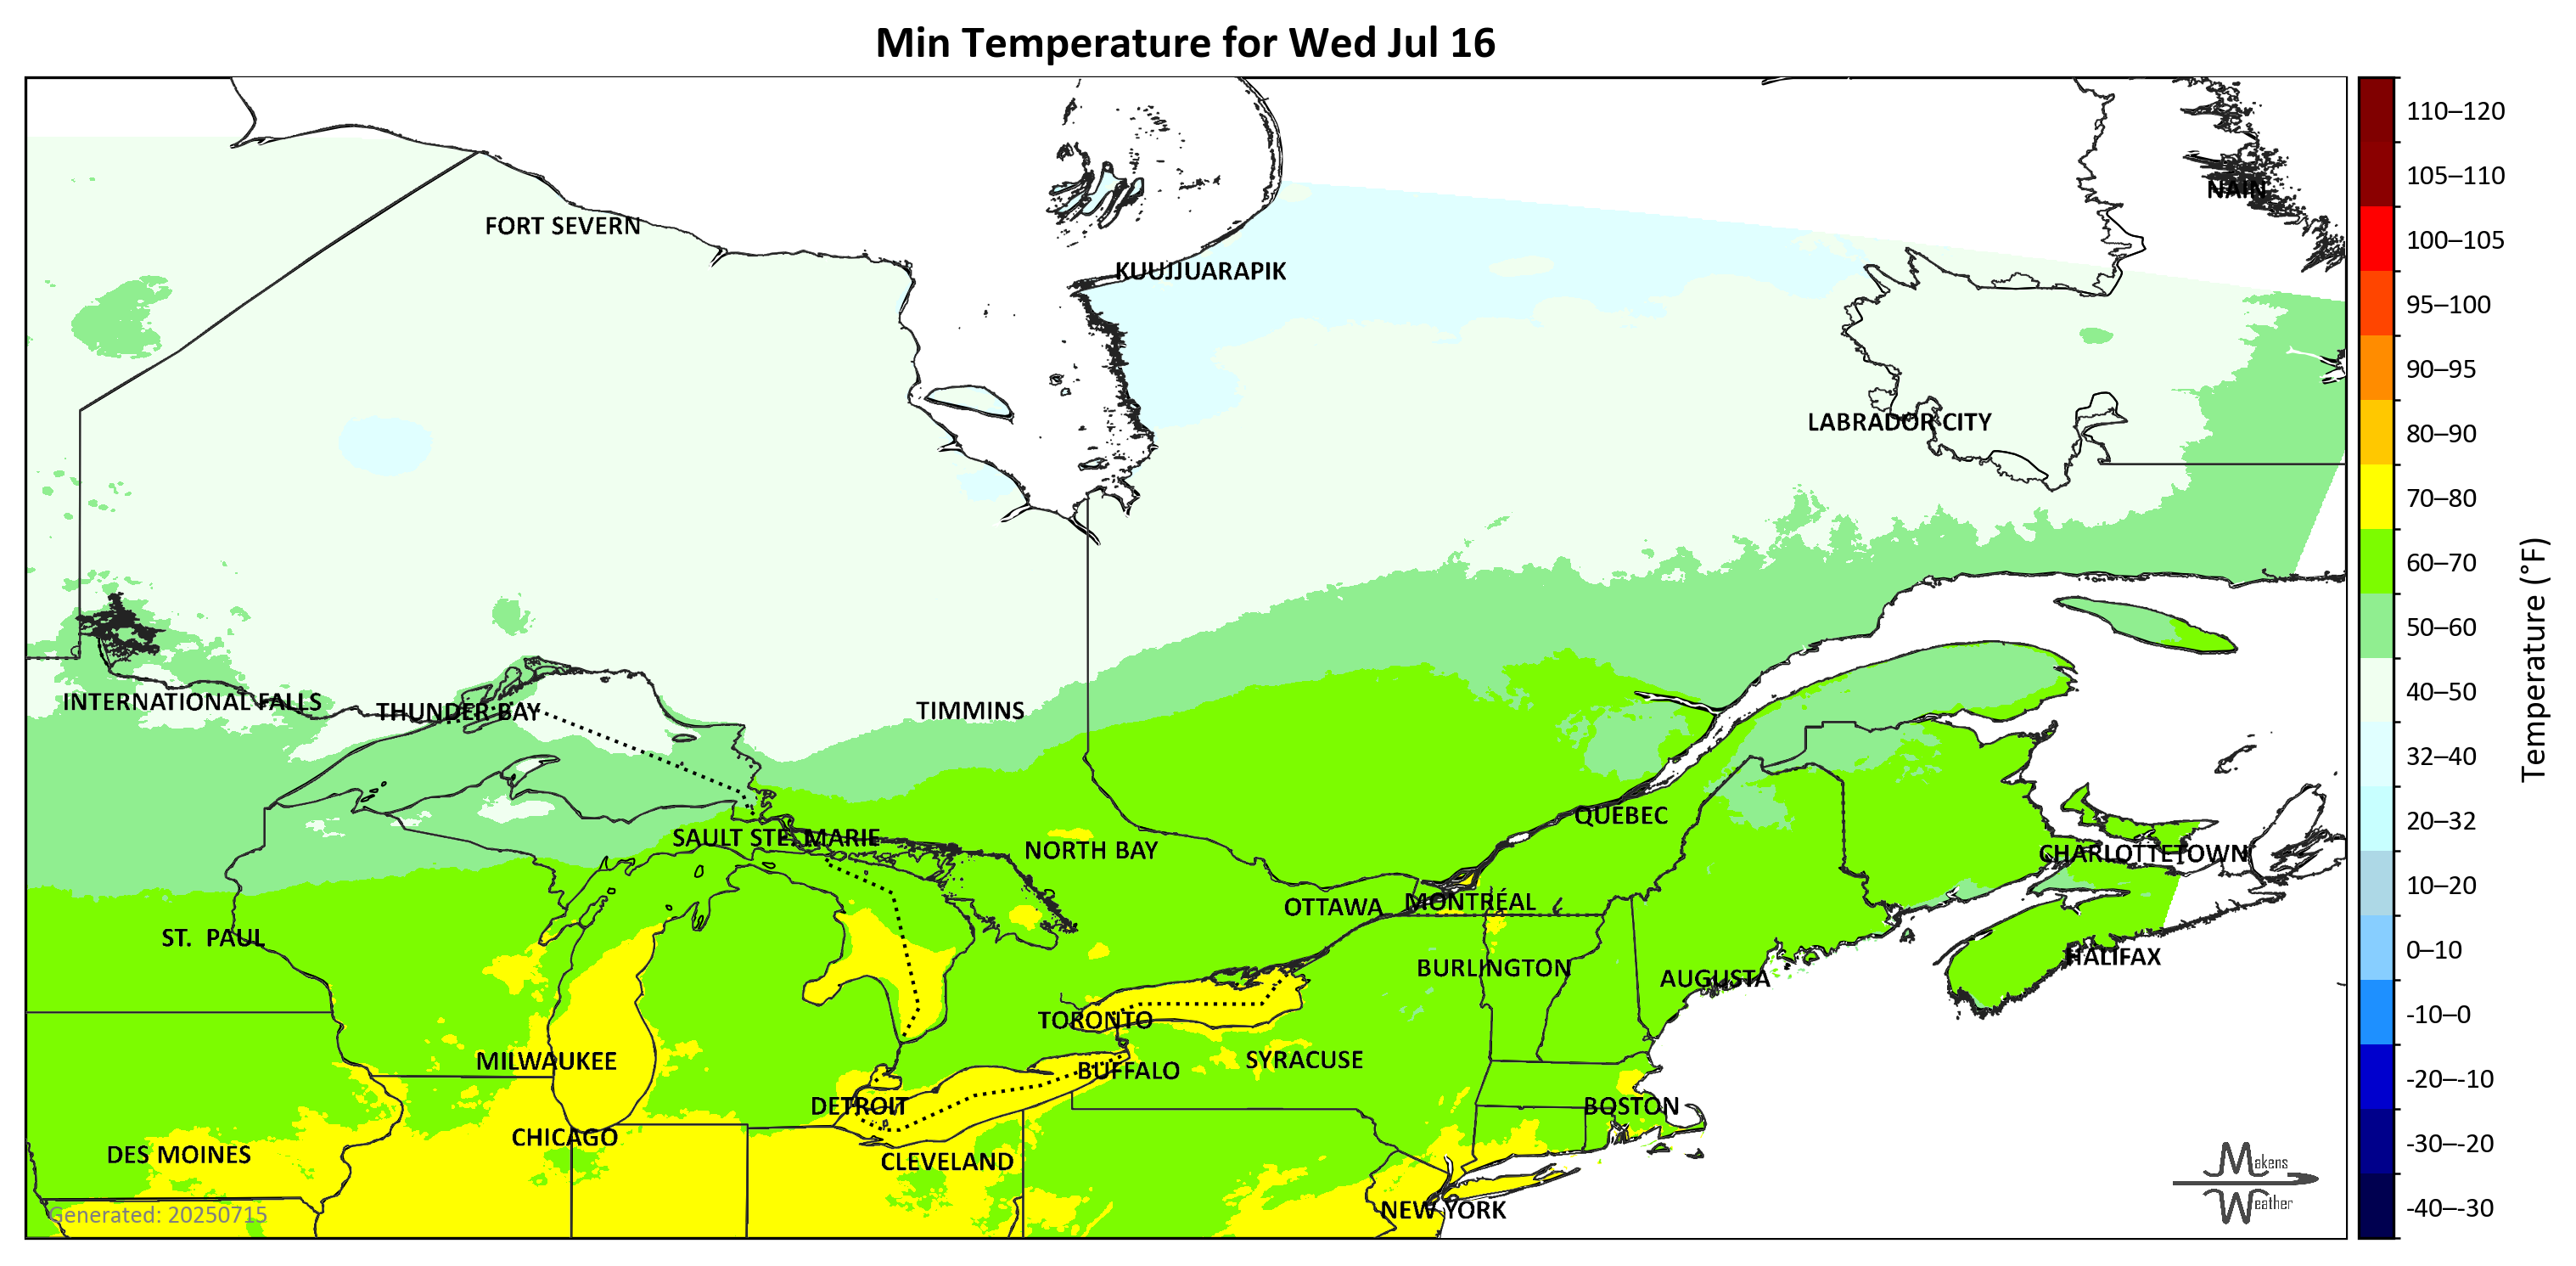 Min Temperature for Wed Jul 16
NAIN
FORT SEVERN
KUUJJUARAPIK
LABRADOR CITY
INTERNATIONAL FALLS
THUNDER BAY
TIMMINS
SAULT STE. MARIE
NORTH BAY
QUEBEC
CHARLOTTETOWN
OTTAWA
MONTRÉAL
ST. PAUL
HALIFAX
BURLINGTON
AUGUSTA
TORONTO
MILWAUKEE
BUFFALO
SYRACUSE
DETROIT
BOSTON
CHICAGO
DES MOINES
CLEVELAND
NEW YORK
Generated: 20250715
Makens
Weather
110–120
105–110
100–105
95–100
90–95
80–90
70–80
60–70
50–60
40–50
32–40
20–32
10–20
0–10
-10–0
-20–-10
-30–-20
-40–-30
Temperature (°F)